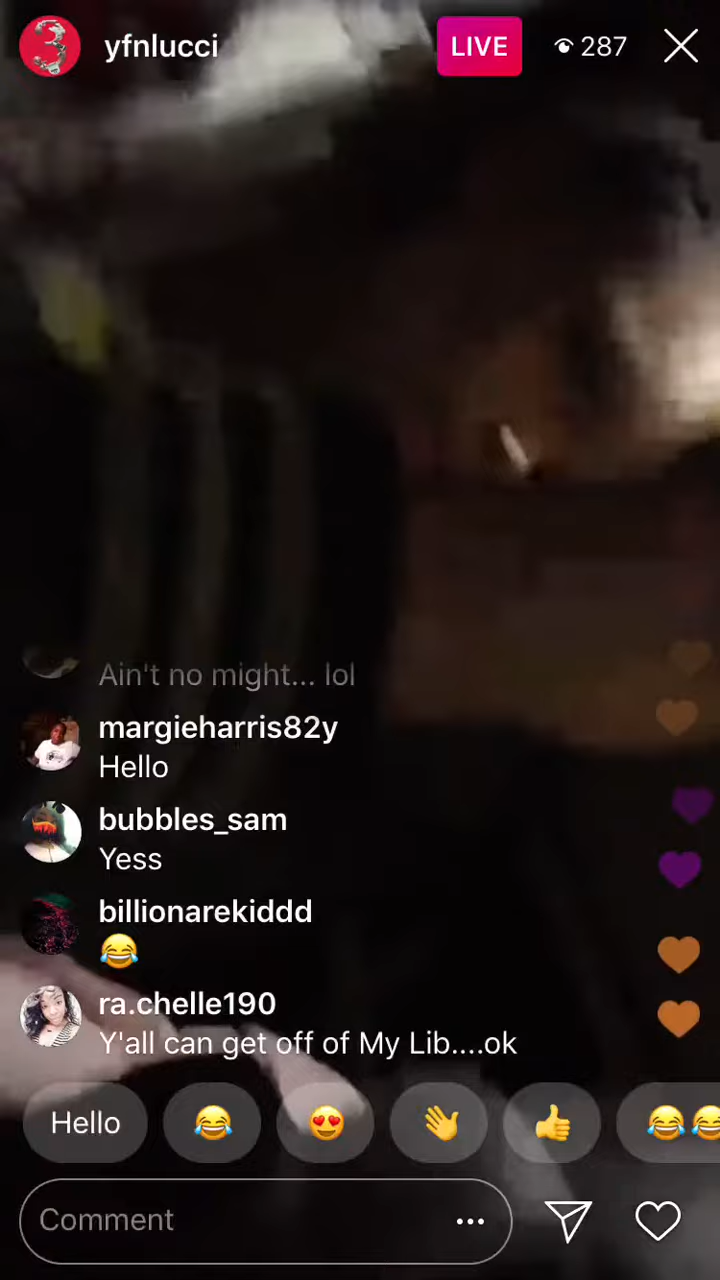 3
yfnlucci
LIVE
287
Ain't no might... lol
margieharris82y
Hello
bubbles_sam
Yess
billionarekiddd
😂
ra.chelle190
Y'all can get off of My Lib....ok
Hello 😂 😍 👋 👍 😂😂
Comment ...